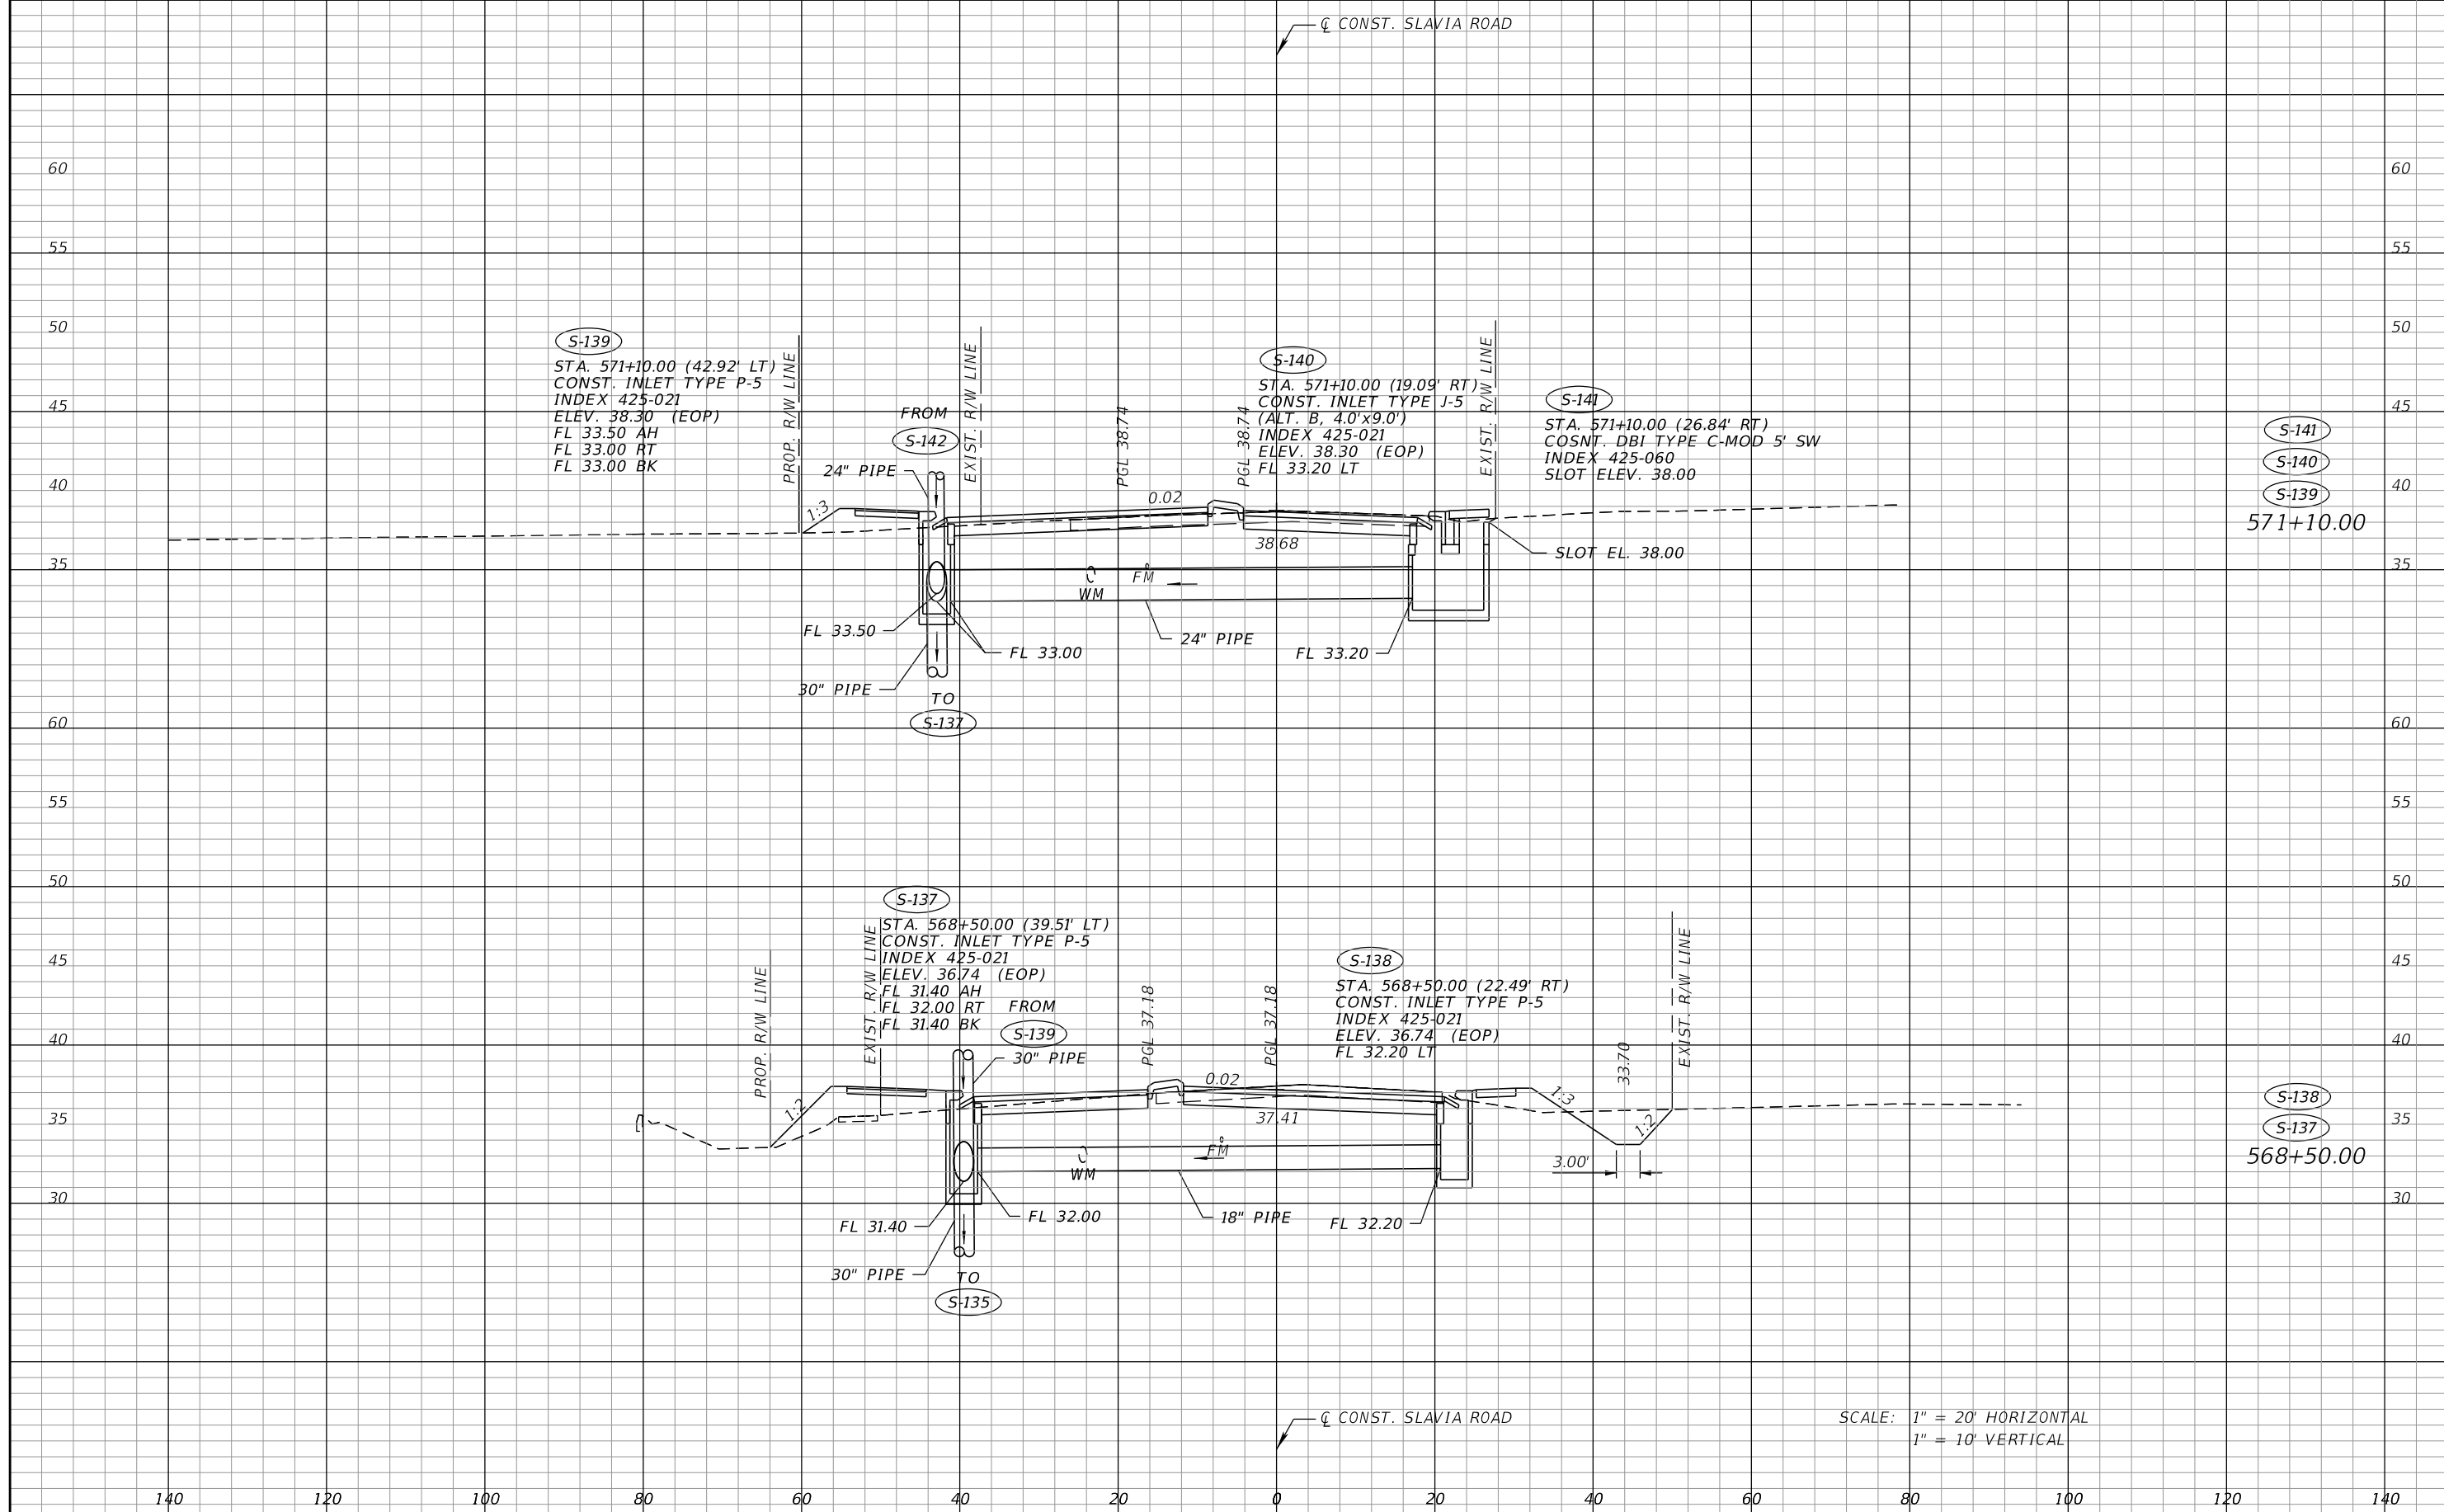 ℄ CONST. SLAVIA ROAD
60
60
55
55
50
50
45
45
40
40
35
35
S-139
STA. 571+10.00 (42.92' LT)
CONST. INLET TYPE P-5
INDEX 425-021
ELEV. 38.30 (EOP)
FL 33.50 AH
FL 33.00 RT
FL 33.00 BK
PROP. R/W LINE
FROM
S-142
24" PIPE
EXIST. R/W LINE
PGL 38.74
PGL 38.74
S-140
STA. 571+10.00 (19.09' RT)
CONST. INLET TYPE J-5
(ALT. B, 4.0'x9.0')
INDEX 425-021
ELEV. 38.30 (EOP)
FL 33.20 LT
EXIST. R/W LINE
S-141
STA. 571+10.00 (26.84' RT)
COSNT. DBI TYPE C-MOD 5' SW
INDEX 425-060
SLOT ELEV. 38.00
S-141
S-140
S-139
571+10.00
1:3
0.02
38.68
SLOT EL. 38.00
WM
FM
FL 33.50
FL 33.00
24" PIPE
FL 33.20
30" PIPE
TO
S-137
60
60
55
55
50
50
45
45
40
40
35
35
30
30
S-137
STA. 568+50.00 (39.51' LT)
CONST. INLET TYPE P-5
INDEX 425-021
ELEV. 36.74 (EOP)
FL 31.40 AH
FL 32.00 RT
FL 31.40 BK
FROM
S-139
30" PIPE
PROP. R/W LINE
EXIST. R/W LINE
PGL 37.18
PGL 37.18
S-138
STA. 568+50.00 (22.49' RT)
CONST. INLET TYPE P-5
INDEX 425-021
ELEV. 36.74 (EOP)
FL 32.20 LT
33.70
EXIST. R/W LINE
S-138
S-137
568+50.00
1:2
0.02
37.41
1:3
1:2
3.00'
WM
FM
FL 31.40
FL 32.00
18" PIPE
FL 32.20
30" PIPE
TO
S-135
℄ CONST. SLAVIA ROAD
SCALE: 1" = 20' HORIZONTAL
1" = 10' VERTICAL
140 120 100 80 60 40 20 0 20 40 60 80 100 120 140